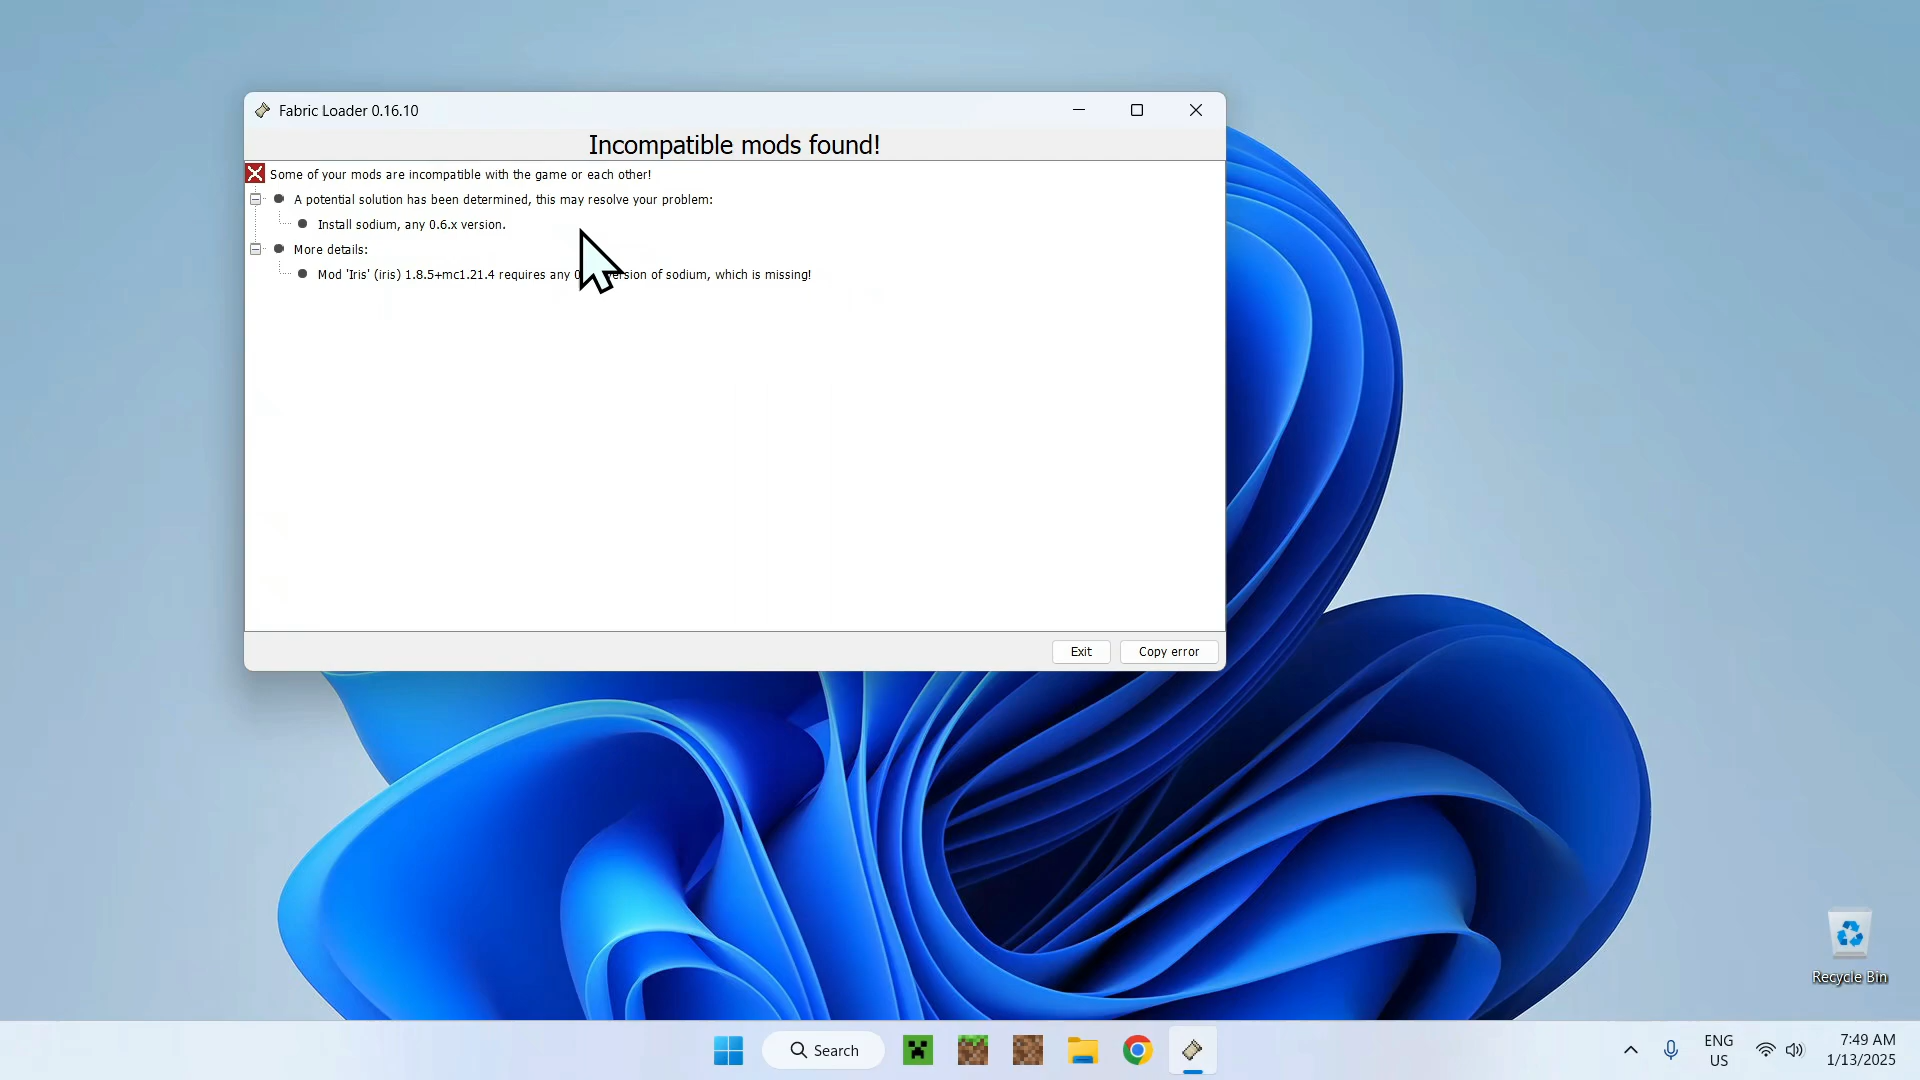 Fabric Loader 0.16.10
Incompatible mods found!
Some of your mods are incompatible with the game or each other!
A potential solution has been determined, this may resolve your problem:
Install sodium, any 0.6.x version.
More details:
Mod 'Iris' (iris) 1.8.5+mc1.21.4 requires any of sodium, which is missing!
Exit
Copy error
Recycle Bin
Search
ENG
US
7:49 AM
1/13/2025